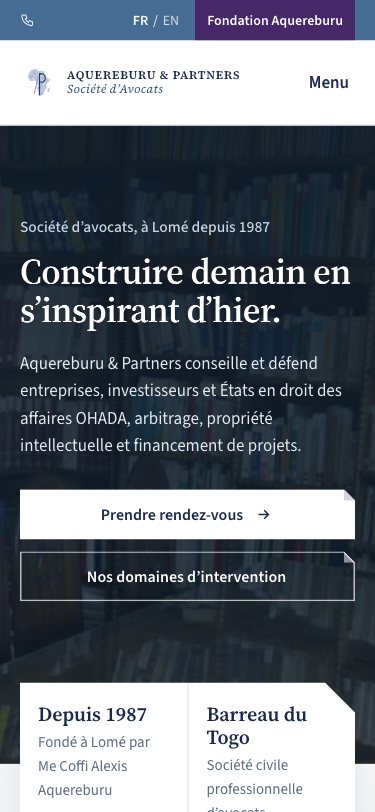 FR / EN
Fondation Aquereburu
AQUEREBURU & PARTNERS
Société d’Avocats
Menu
Société d’avocats, à Lomé depuis 1987
Construire demain en
s’inspirant d’hier.
Aquereburu & Partners conseille et défend
entreprises, investisseurs et États en droit des
affaires OHADA, arbitrage, propriété
intellectuelle et financement de projets.
Prendre rendez-vous →
Nos domaines d’intervention
Depuis 1987
Fondé à Lomé par
Me Coffi Alexis
Aquereburu
Barreau du
Togo
Société civile
professionnelle
d’avocats